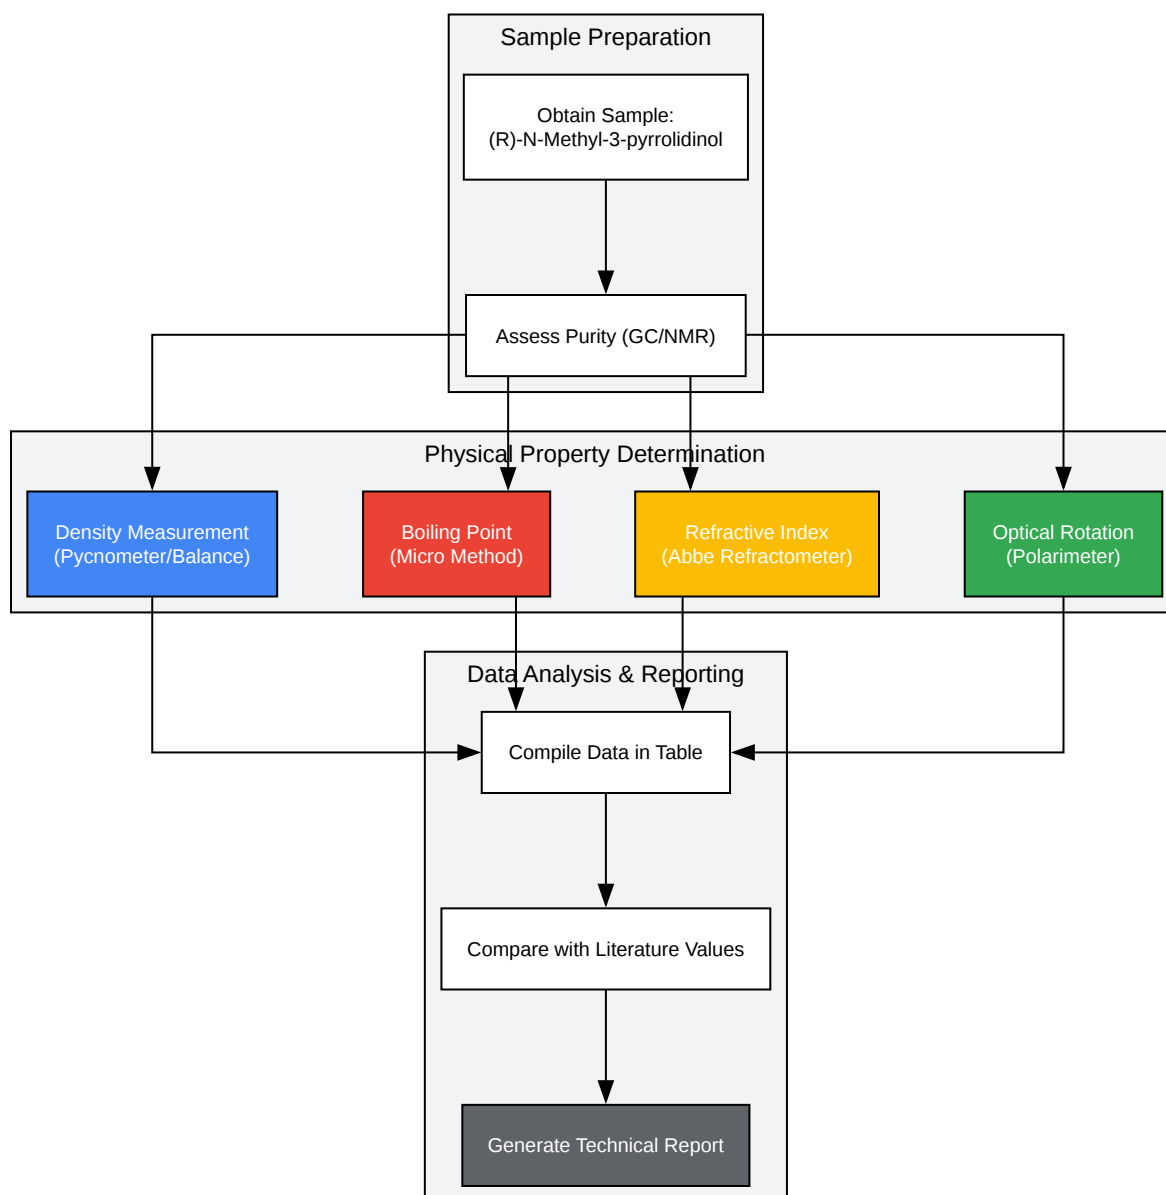 Sample Preparation
Obtain Sample:
(R)-N-Methyl-3-pyrrolidinol
Assess Purity (GC/NMR)
Physical Property Determination
Density Measurement
(Pycnometer/Balance)
Boiling Point
(Micro Method)
Refractive Index
(Abbe Refractometer)
Optical Rotation
(Polarimeter)
Data Analysis & Reporting
Compile Data in Table
Compare with Literature Values
Generate Technical Report